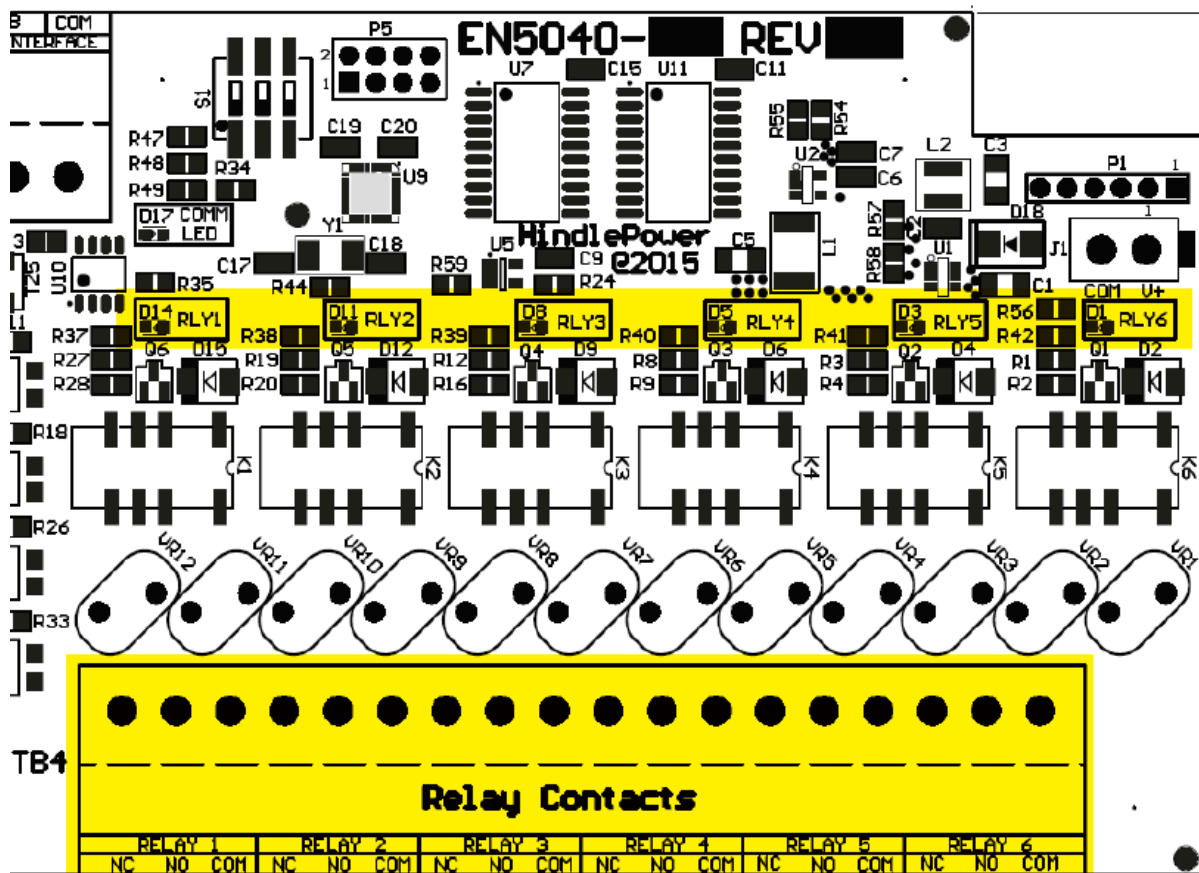 COM
INTERFACE
P5
EN5040- REV
2
1
S1
U7
C15
U11
C11
R55
R54
R47
R48
R49
R34
C19
C20
U9
U2
C7
C6
L2
C3
P1
1
D17 COMM
LED
Y1
C17
C18
HindlePower
@2015
U5
C9
C5
L1
R57
R58
C2
U1
D18
J1
1
C1
COM V+
T25
U10
R35
R44
R59
R24
R56
D14 RLY1
D11 RLY2
D8 RLY3
D5 RLY4
D3 RLY5
D1 RLY6
R37
R38
R39
R40
R41
R42
R27
Q6
D15
R19
Q5
D12
R12
Q4
D9
R8
Q3
D6
R3
Q2
D4
R1
Q1
D2
R28
R20
R16
R9
R4
R2
R18
K1
K2
K3
K4
K5
K6
R26
VR12
VR11
VR10
VR9
VR8
VR7
VR6
VR5
VR4
VR3
VR2
VR1
R33
TB4
Relay Contacts
RELAY 1 RELAY 2 RELAY 3 RELAY 4 RELAY 5 RELAY 6
NC NO COM NC NO COM NC NO COM NC NO COM NC NO COM NC NO COM